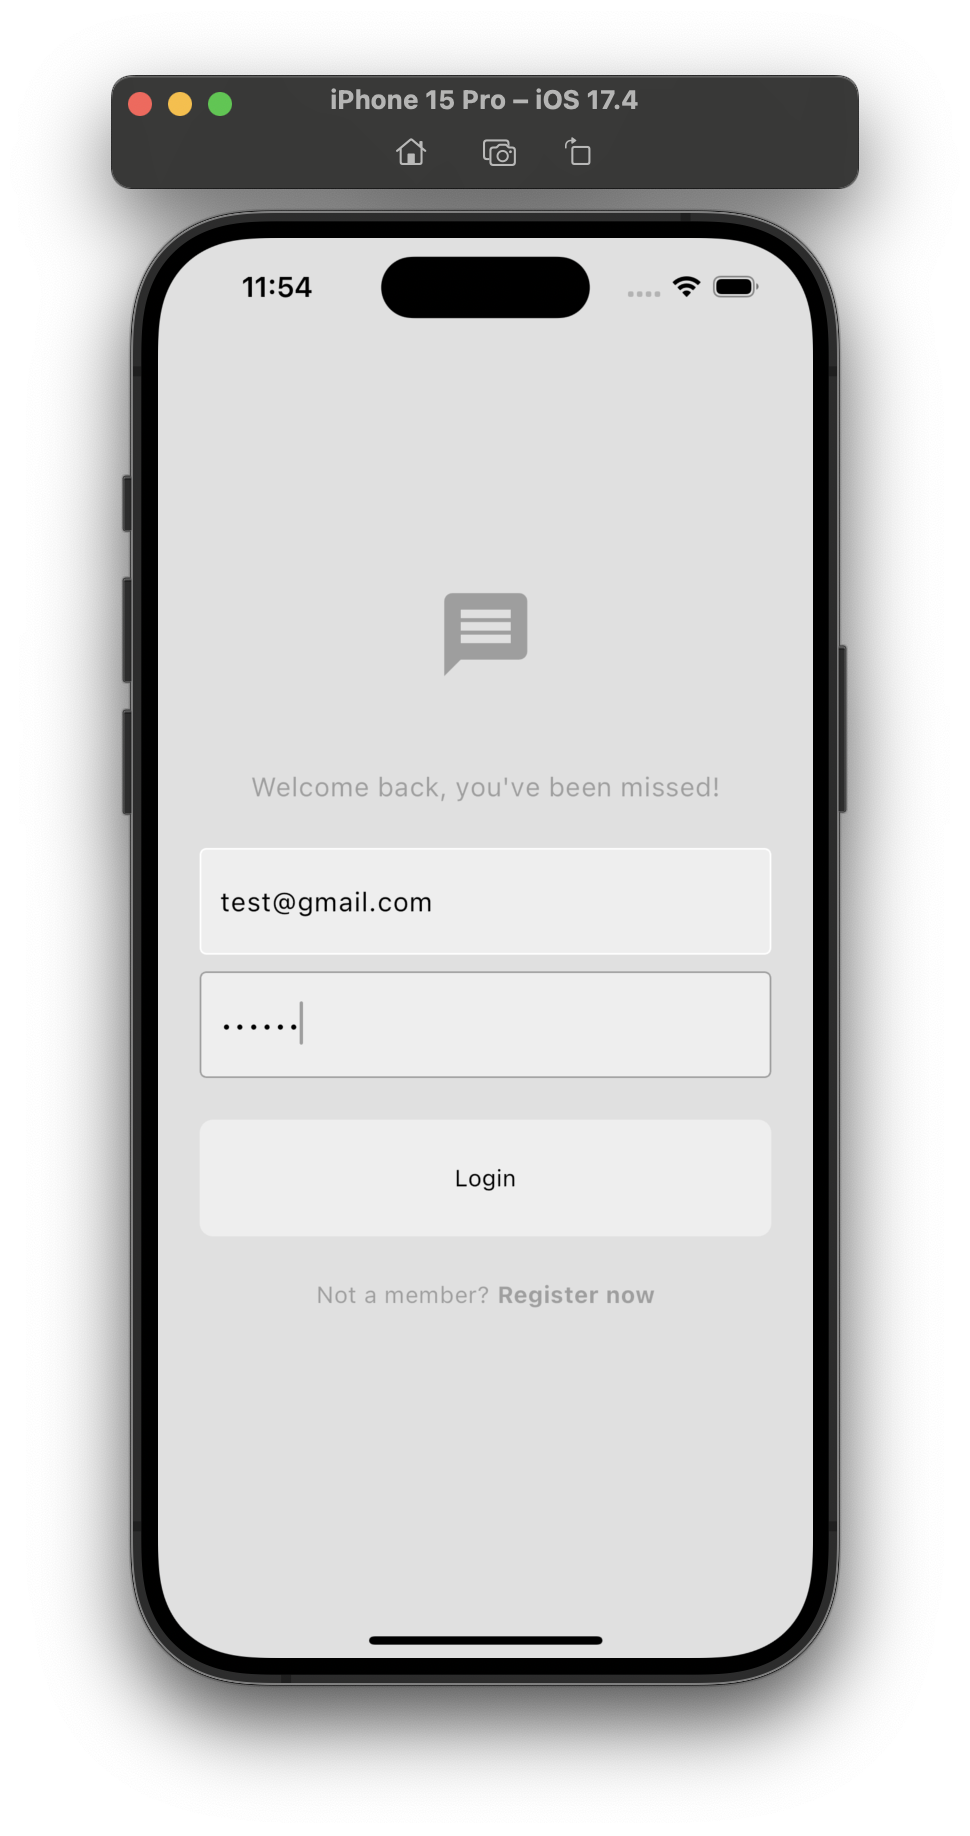 iPhone 15 Pro – iOS 17.4
11:54
Welcome back, you've been missed!
test@gmail.com
••••••
Login
Not a member? Register now